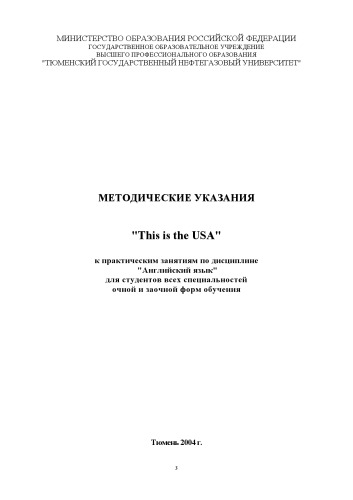 МИНИСТЕРСТВО ОБРАЗОВАНИЯ РОССИЙСКОЙ ФЕДЕРАЦИИ
ГОСУДАРСТВЕННОЕ ОБРАЗОВАТЕЛЬНОЕ УЧРЕЖДЕНИЕ
ВЫСШЕГО ПРОФЕССИОНАЛЬНОГО ОБРАЗОВАНИЯ
"ТЮМЕНСКИЙ ГОСУДАРСТВЕННЫЙ НЕФТЕГАЗОВЫЙ УНИВЕРСИТЕТ"
МЕТОДИЧЕСКИЕ УКАЗАНИЯ
"This is the USA"
к практическим занятиям по дисциплине
"Английский язык"
для студентов всех специальностей
очной и заочной форм обучения
Тюмень 2004 г.
3